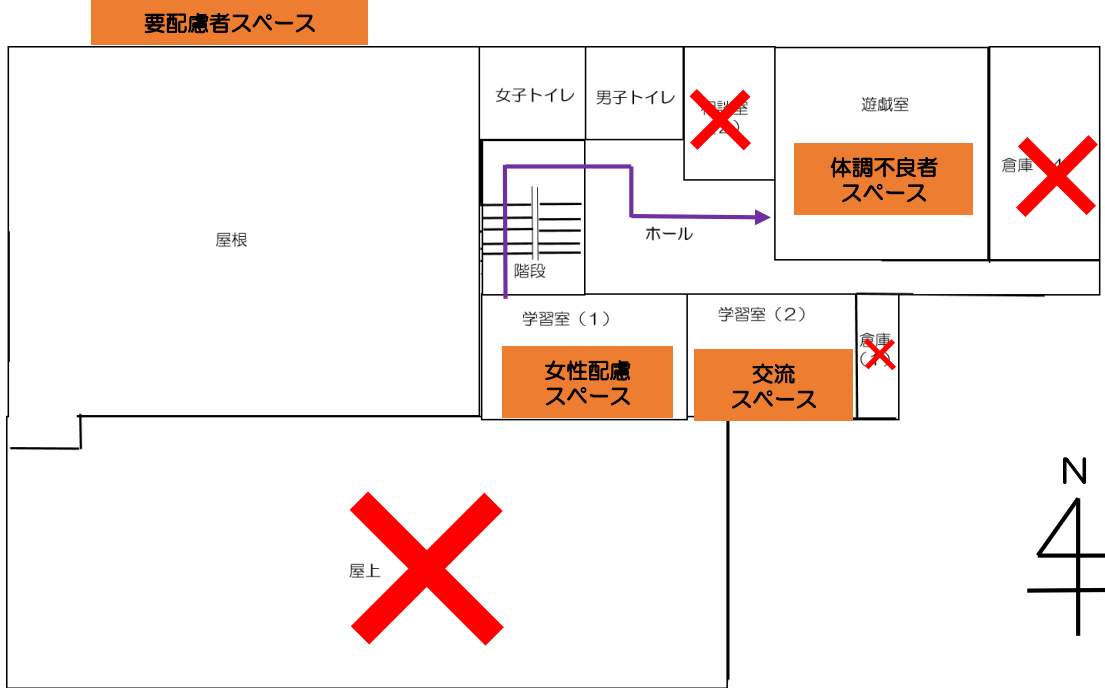 要配慮者スペース
女子トイレ
男子トイレ
遊戯室
体調不良者
スペース
倉庫
屋根
ホール
階段
学習室（１）
学習室（２）
倉庫
女性配慮
スペース
交流
スペース
屋上
N